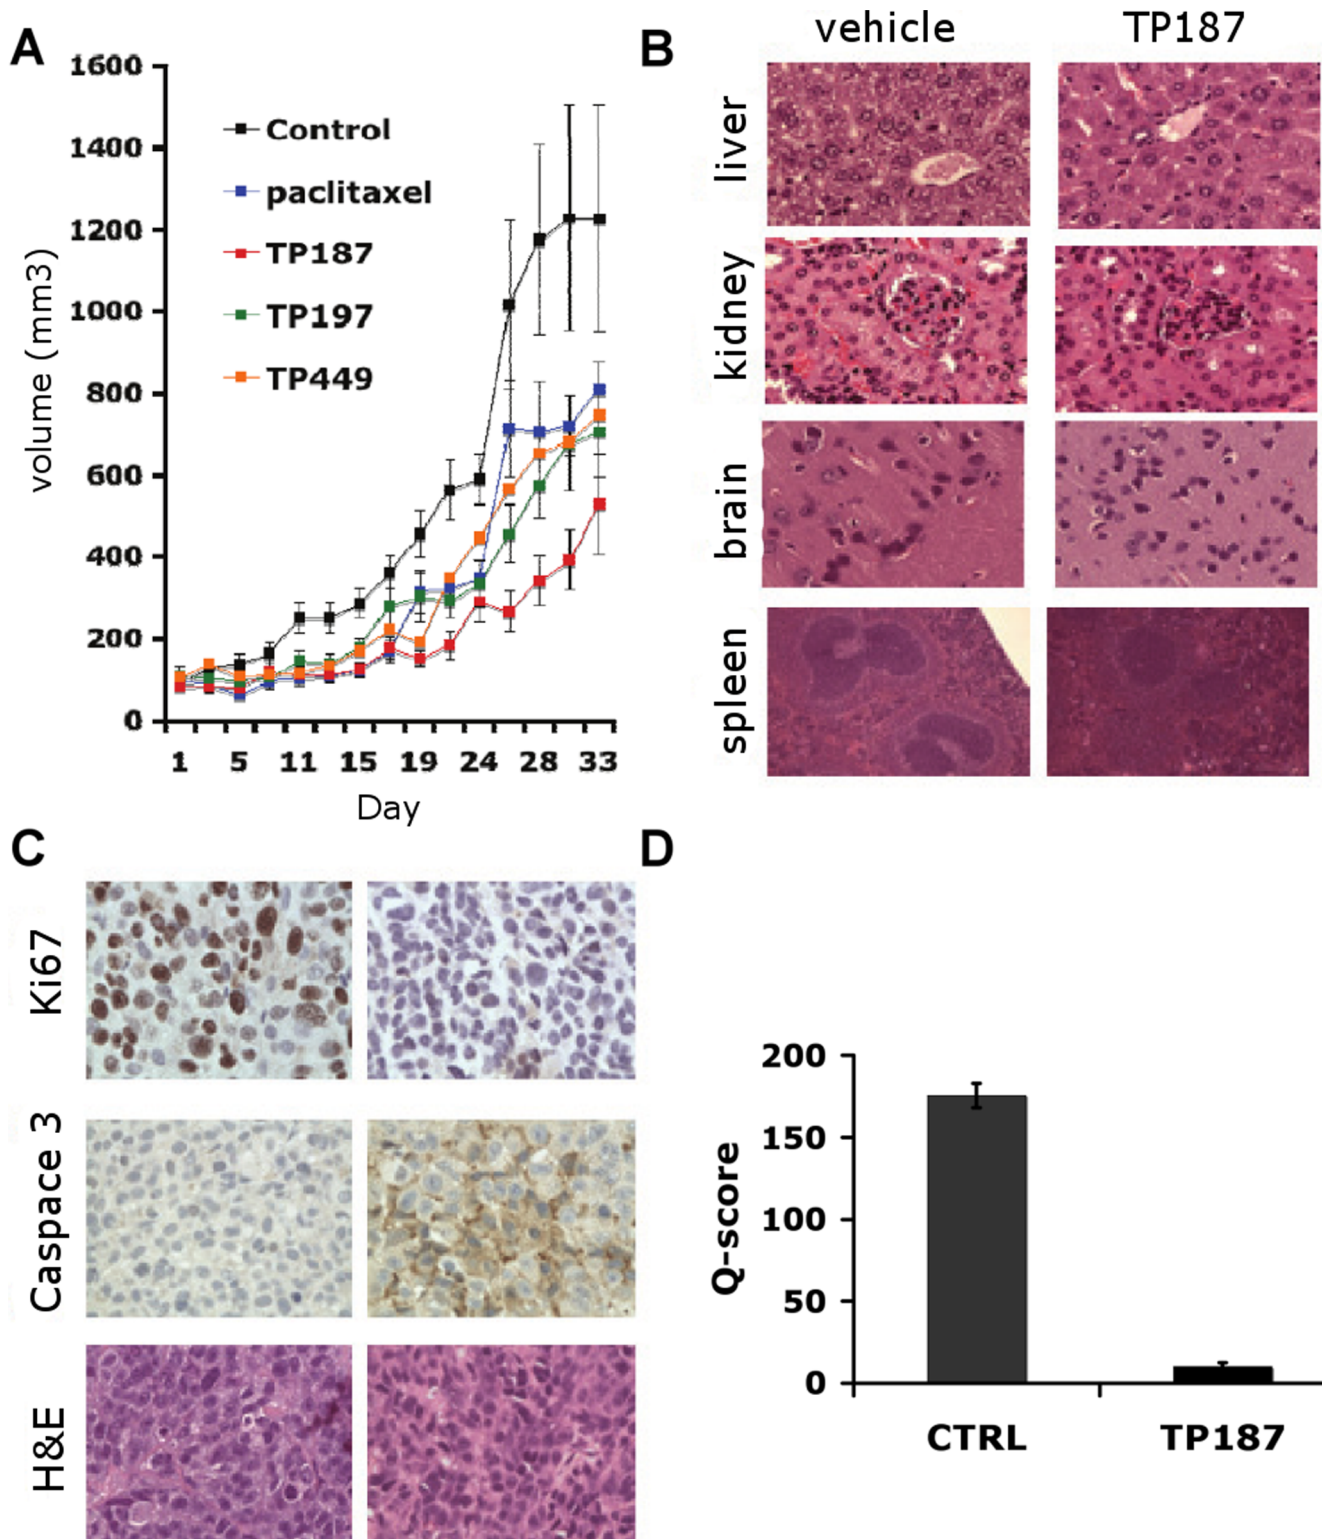 A
1600
1400
1200
1000
800
600
400
200
0
volume (mm3)
Control
paclitaxel
TP187
TP197
TP449
1 5 11 15 19 24 28 33
Day
B
vehicle TP187
liver
kidney
brain
spleen
C
Ki67
Caspace 3
H&E
D
200
150
100
50
0
Q-score
CTRL TP187